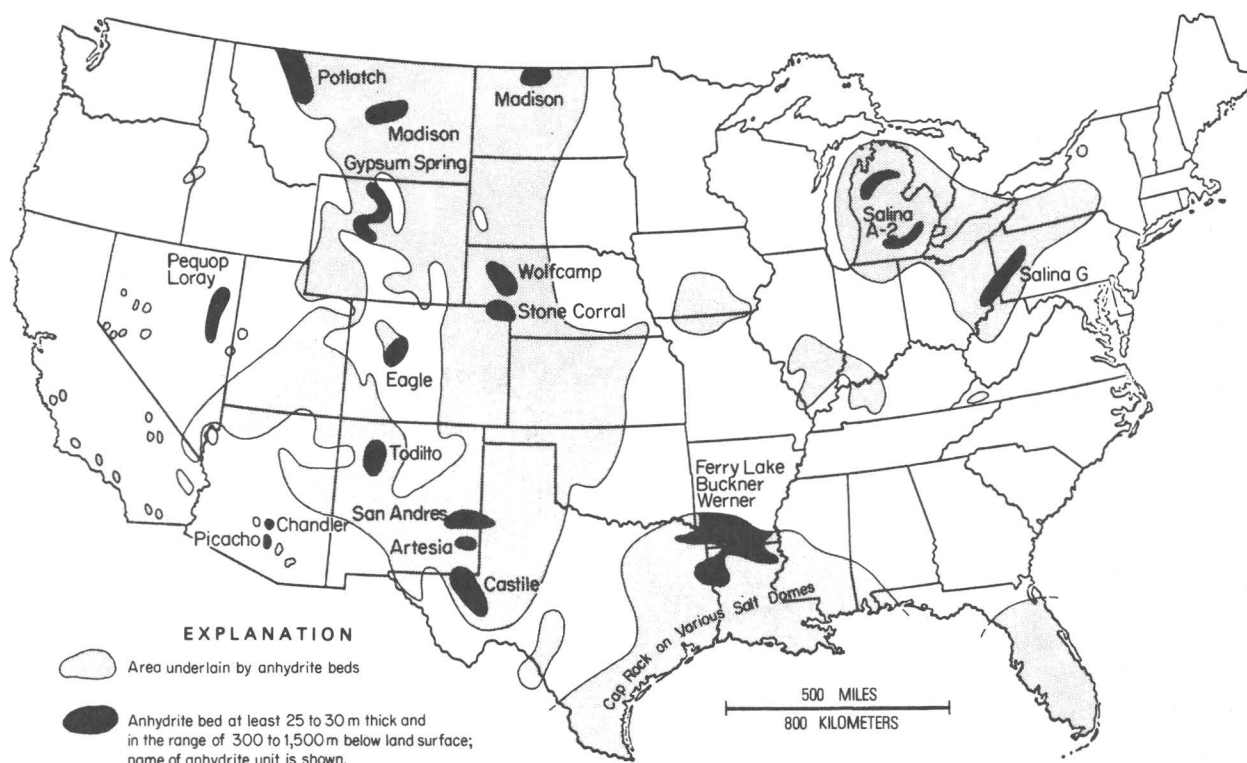 Potlatch
Madison
Madison
Gypsum Spring
Salina
A-2
Pequop
Loray
Wolfcamp
Salina G
Stone Corral
Eagle
Todilto
Ferry Lake
Buckner
Werner
San Andres
Chandler
Picacho
Artesia
Castile
Cap Rock on Various Salt Domes
EXPLANATION
Area underlain by anhydrite beds
500 MILES
800 KILOMETERS
Anhydrite bed at least 25 to 30 m thick and
in the range of 300 to 1,500 m below land surface;
name of anhydrite unit is shown.